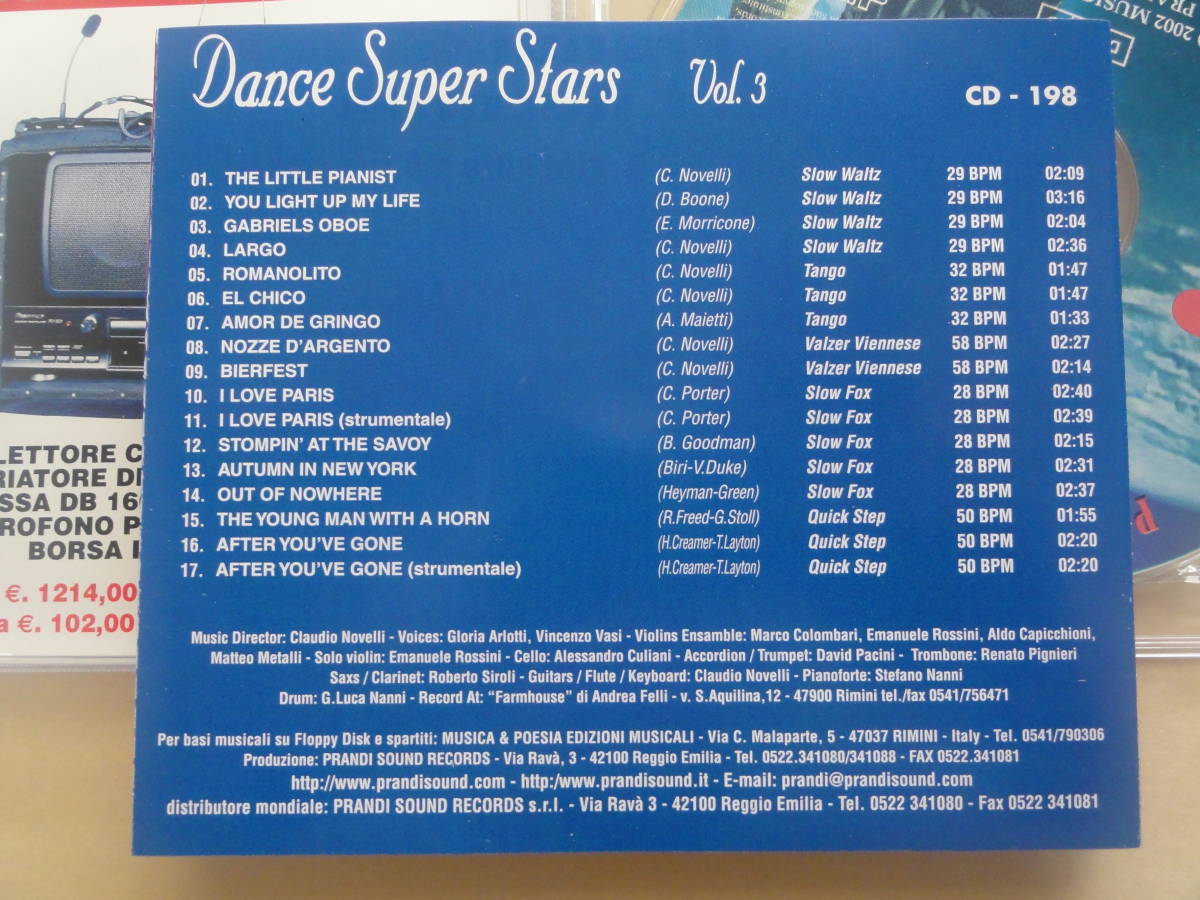 Dance Super Stars Vol. 3 CD - 198
01. THE LITTLE PIANIST (C. Novelli) Slow Waltz 29 BPM 02:09
02. YOU LIGHT UP MY LIFE (D. Boone) Slow Waltz 29 BPM 03:16
03. GABRIELS OBOE (E. Morricone) Slow Waltz 29 BPM 02:04
04. LARGO (C. Novelli) Slow Waltz 29 BPM 02:36
05. ROMANOLITO (C. Novelli) Tango 32 BPM 01:47
06. EL CHICO (C. Novelli) Tango 32 BPM 01:47
07. AMOR DE GRINGO (A. Maietti) Tango 32 BPM 01:33
08. NOZZE D'ARGENTO (C. Novelli) Valzer Viennese 58 BPM 02:27
09. BIERFEST (C. Novelli) Valzer Viennese 58 BPM 02:14
10. I LOVE PARIS (C. Porter) Slow Fox 28 BPM 02:40
11. I LOVE PARIS (strumentale) (C. Porter) Slow Fox 28 BPM 02:39
12. STOMPIN' AT THE SAVOY (B. Goodman) Slow Fox 28 BPM 02:15
13. AUTUMN IN NEW YORK (Biri-V.Duke) Slow Fox 28 BPM 02:31
14. OUT OF NOWHERE (Heyman-Green) Slow Fox 28 BPM 02:37
15. THE YOUNG MAN WITH A HORN (R.Freed-G.Stoll) Quick Step 50 BPM 01:55
16. AFTER YOU'VE GONE (H.Creamer-T.Layton) Quick Step 50 BPM 02:20
17. AFTER YOU'VE GONE (strumentale) (H.Creamer-T.Layton) Quick Step 50 BPM 02:20
Music Director: Claudio Novelli - Voices: Gloria Arlotti, Vincenzo Vasi - Violins Ensamble: Marco Colombari, Emanuele Rossini, Aldo Capicchioni,
Matteo Metalli - Solo violin: Emanuele Rossini - Cello: Alessandro Culiani - Accordion / Trumpet: David Pacini - Trombone: Renato Pignieri
Saxs / Clarinet: Roberto Siroli - Guitars / Flute / Keyboard: Claudio Novelli - Pianoforte: Stefano Nanni
Drum: G.Luca Nanni - Record At: "Farmhouse" di Andrea Felli - v. S.Aquilina,12 - 47900 Rimini tel./fax 0541/756471
Per basi musicali su Floppy Disk e spartiti: MUSICA & POESIA EDIZIONI MUSICALI - Via C. Malaparte, 5 - 47037 RIMINI - Italy - Tel. 0541/790306
Produzione: PRANDI SOUND RECORDS - Via Ravà, 3 - 42100 Reggio Emilia - Tel. 0522.341080/341088 - FAX 0522.341081
http://www.prandisound.com - http:/www.prandisound.it - E-mail: prandi@prandisound.com
distributore mondiale: PRANDI SOUND RECORDS s.r.l. - Via Ravà 3 - 42100 Reggio Emilia - Tel. 0522 341080 - Fax 0522 341081
LETTORE C
RIATORE DI
SSA DB 16
ROFONO P
BORSA I
€. 1214,00
a €. 102,00
2002 MUSIC